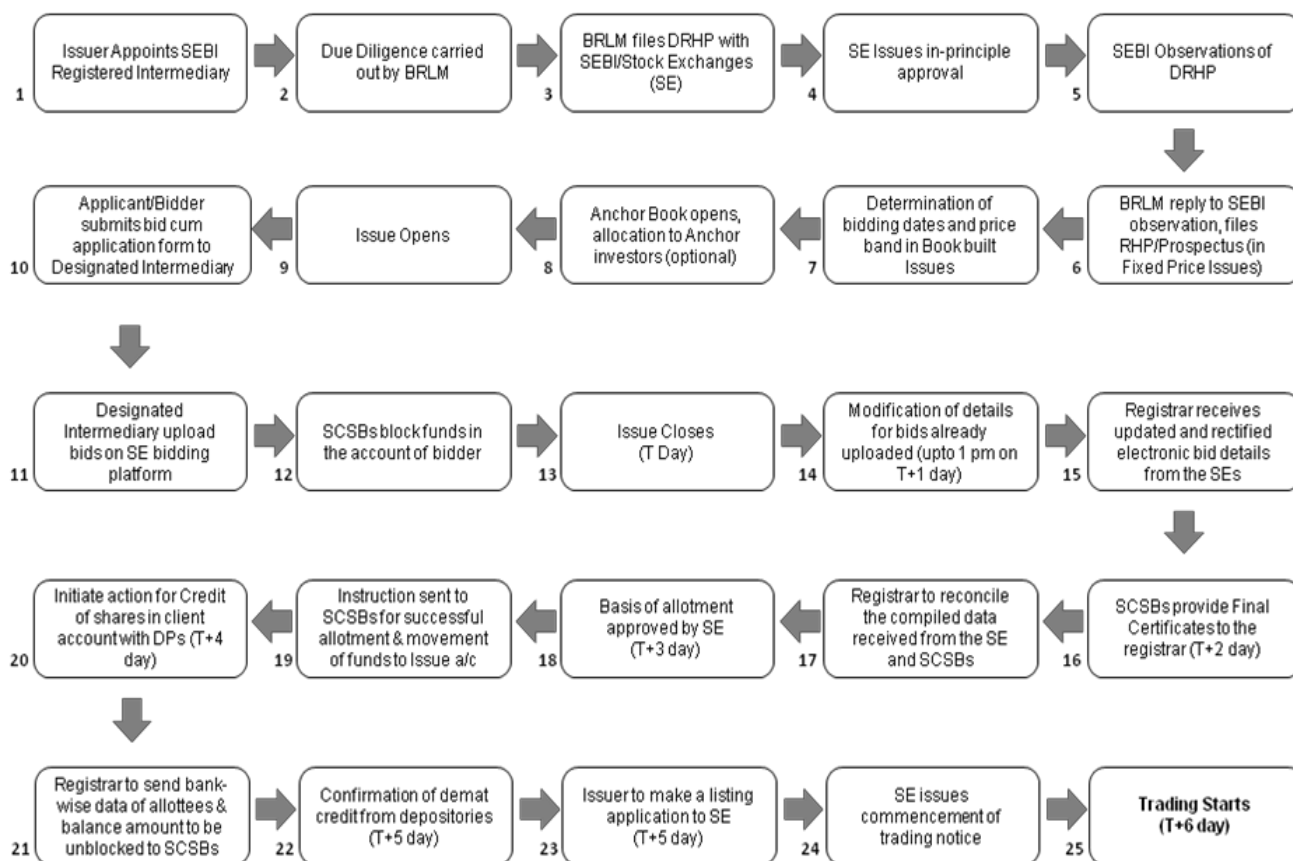 Issuer Appoints SEBI
Registered Intermediary
1
Due Diligence carried
out by BRLM
2
BRLM files DRHP with
SEBI/Stock Exchanges
(SE)
3
SE Issues in-principle
approval
4
SEBI Observations of
DRHP
5
BRLM reply to SEBI
observation, files
RHP/Prospectus (in
Fixed Price Issues)
6
Determination of
bidding dates and price
band in Book built
Issues
7
Anchor Book opens,
allocation to Anchor
investors (optional)
8
Issue Opens
9
Applicant/Bidder
submits bid cum
application form to
Designated Intermediary
10
Designated
Intermediary upload
bids on SE bidding
platform
11
SCSBs block funds in
the account of bidder
12
Issue Closes
(T Day)
13
Modification of details
for bids already
uploaded (upto 1 pm on
T+1 day)
14
Registrar receives
updated and rectified
electronic bid details
from the SEs
15
SCSBs provide Final
Certificates to the
registrar (T+2 day)
16
Registrar to reconcile
the compiled data
received from the SE
and SCSBs
17
Basis of allotment
approved by SE
(T+3 day)
18
Instruction sent to
SCSBs for successful
allotment & movement
of funds to Issue a/c
19
Initiate action for Credit
of shares in client
account with DPs (T+4
day)
20
Registrar to send bank-
wise data of allottees &
balance amount to be
unblocked to SCSBs
21
Confirmation of demat
credit from depositories
(T+5 day)
22
Issuer to make a listing
application to SE
(T+5 day)
23
SE issues
commencement of
trading notice
24
Trading Starts
(T+6 day)
25